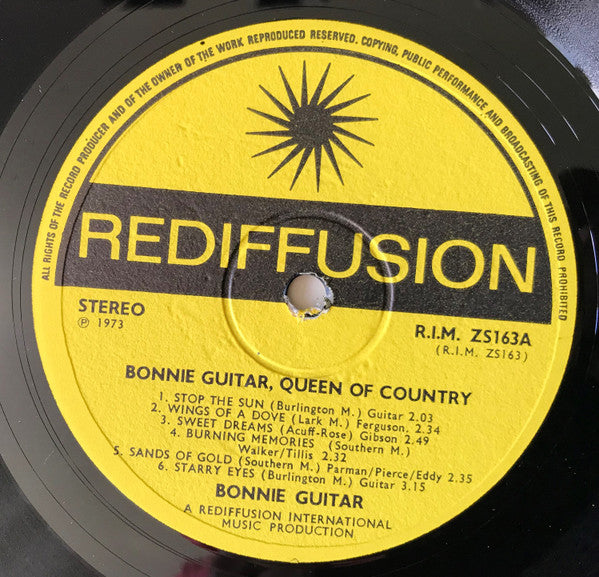 ALL RIGHTS OF THE RECORD PRODUCER AND OF THE OWNER OF THE WORK REPRODUCED RESERVED. COPYING, PUBLIC PERFORMANCE AND BROADCASTING OF THIS RECORD PROHIBITED
REDIFFUSION
STEREO
℗ 1973
R.I.M. ZS163A
(R.I.M. ZS163)
BONNIE GUITAR, QUEEN OF COUNTRY
1. STOP THE SUN (Burlington M.) Guitar 2.03
2. WINGS OF A DOVE (Lark M.) Ferguson. 2.34
3. SWEET DREAMS (Acuff-Rose) Gibson 2.49
4. BURNING MEMORIES (Southern M.)
Walker/Tillis 2.32
5. SANDS OF GOLD (Southern M.) Parman/Pierce/Eddy 2.35
6. STARRY EYES (Burlington M.) Guitar 3.15
BONNIE GUITAR
A REDIFFUSION INTERNATIONAL
MUSIC PRODUCTION